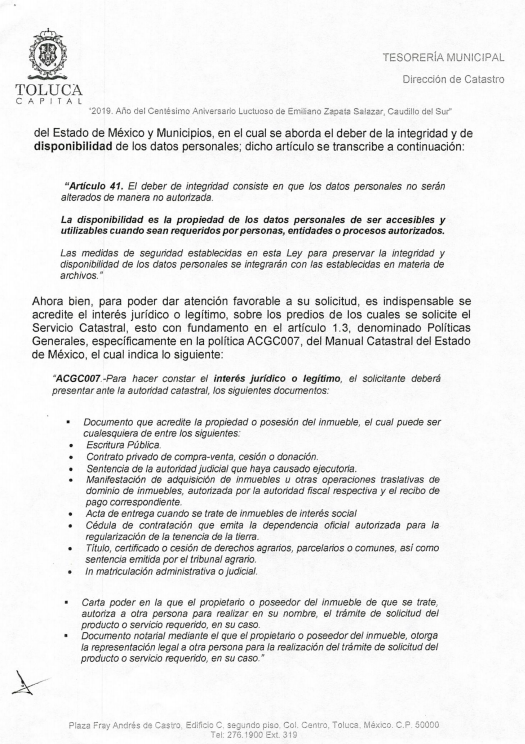 TOLUCA
CAPITAL
TESORERÍA MUNICIPAL
Dirección de Catastro
"2019. Año del Centésimo Aniversario Luctuoso de Emiliano Zapata Salazar, Caudillo del Sur"
del Estado de México y Municipios, en el cual se aborda el deber de la integridad y de
disponibilidad de los datos personales; dicho artículo se transcribe a continuación:
"Artículo 41. El deber de integridad consiste en que los datos personales no serán
alterados de manera no autorizada.
La disponibilidad es la propiedad de los datos personales de ser accesibles y
utilizables cuando sean requeridos por personas, entidades o procesos autorizados.
Las medidas de seguridad establecidas en esta Ley para preservar la integridad y
disponibilidad de los datos personales se integrarán con las establecidas en materia de
archivos."
Ahora bien, para poder dar atención favorable a su solicitud, es indispensable se
acredite el interés jurídico o legítimo, sobre los predios de los cuales se solicite el
Servicio Catastral, esto con fundamento en el artículo 1.3, denominado Políticas
Generales, específicamente en la política ACGC007, del Manual Catastral del Estado
de México, el cual indica lo siguiente:
"ACGC007.-Para hacer constar el interés jurídico o legítimo, el solicitante deberá
presentar ante la autoridad catastral, los siguientes documentos:
▪ Documento que acredite la propiedad o posesión del inmueble, el cual puede ser
cualesquiera de entre los siguientes:
• Escritura Pública.
• Contrato privado de compra-venta, cesión o donación.
• Sentencia de la autoridad judicial que haya causado ejecutoria.
• Manifestación de adquisición de inmuebles u otras operaciones traslativas de
dominio de inmuebles, autorizada por la autoridad fiscal respectiva y el recibo de
pago correspondiente.
• Acta de entrega cuando se trate de inmuebles de interés social
• Cédula de contratación que emita la dependencia oficial autorizada para la
regularización de la tenencia de la tierra.
• Título, certificado o cesión de derechos agrarios, parcelarios o comunes, así como
sentencia emitida por el tribunal agrario.
• In matriculación administrativa o judicial.
▪ Carta poder en la que el propietario o poseedor del inmueble de que se trate,
autoriza a otra persona para realizar en su nombre, el trámite de solicitud del
producto o servicio requerido, en su caso.
▪ Documento notarial mediante el que el propietario o poseedor del inmueble, otorga
la representación legal a otra persona para la realización del trámite de solicitud del
producto o servicio requerido, en su caso."
Plaza Fray Andrés de Castro, Edificio C, segundo piso, Col. Centro, Toluca, México. C.P. 50000
Tel: 276.1900 Ext. 319